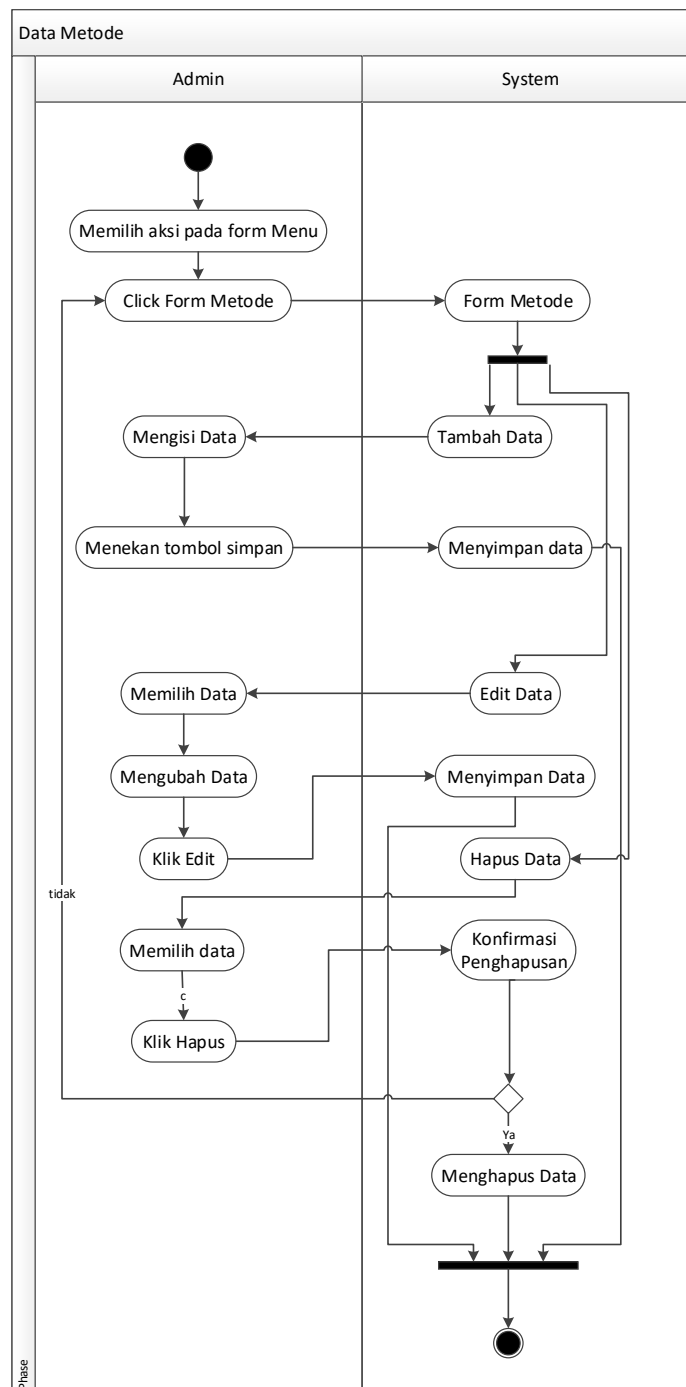 Data Metode
Admin
System
Memilih aksi pada form Menu
Click Form Metode
Form Metode
Mengisi Data
Tambah Data
Menekan tombol simpan
Menyimpan data
Memilih Data
Edit Data
Mengubah Data
Menyimpan Data
Klik Edit
Hapus Data
tidak
Memilih data
Konfirmasi
Penghapusan
c
Klik Hapus
Ya
Menghapus Data
Phase